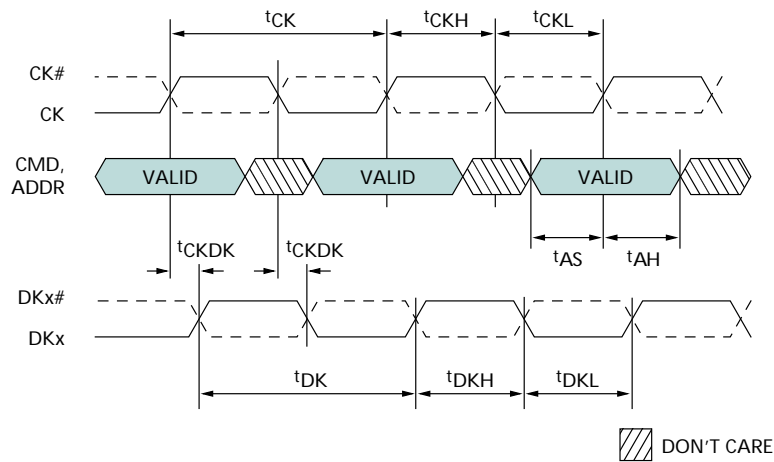 tCK tCKH tCKL
CK#
CK
CMD,
ADDR
VALID VALID VALID
tCKDK tCKDK tAS tAH
DKx#
DKx
tDK tDKH tDKL
DON'T CARE